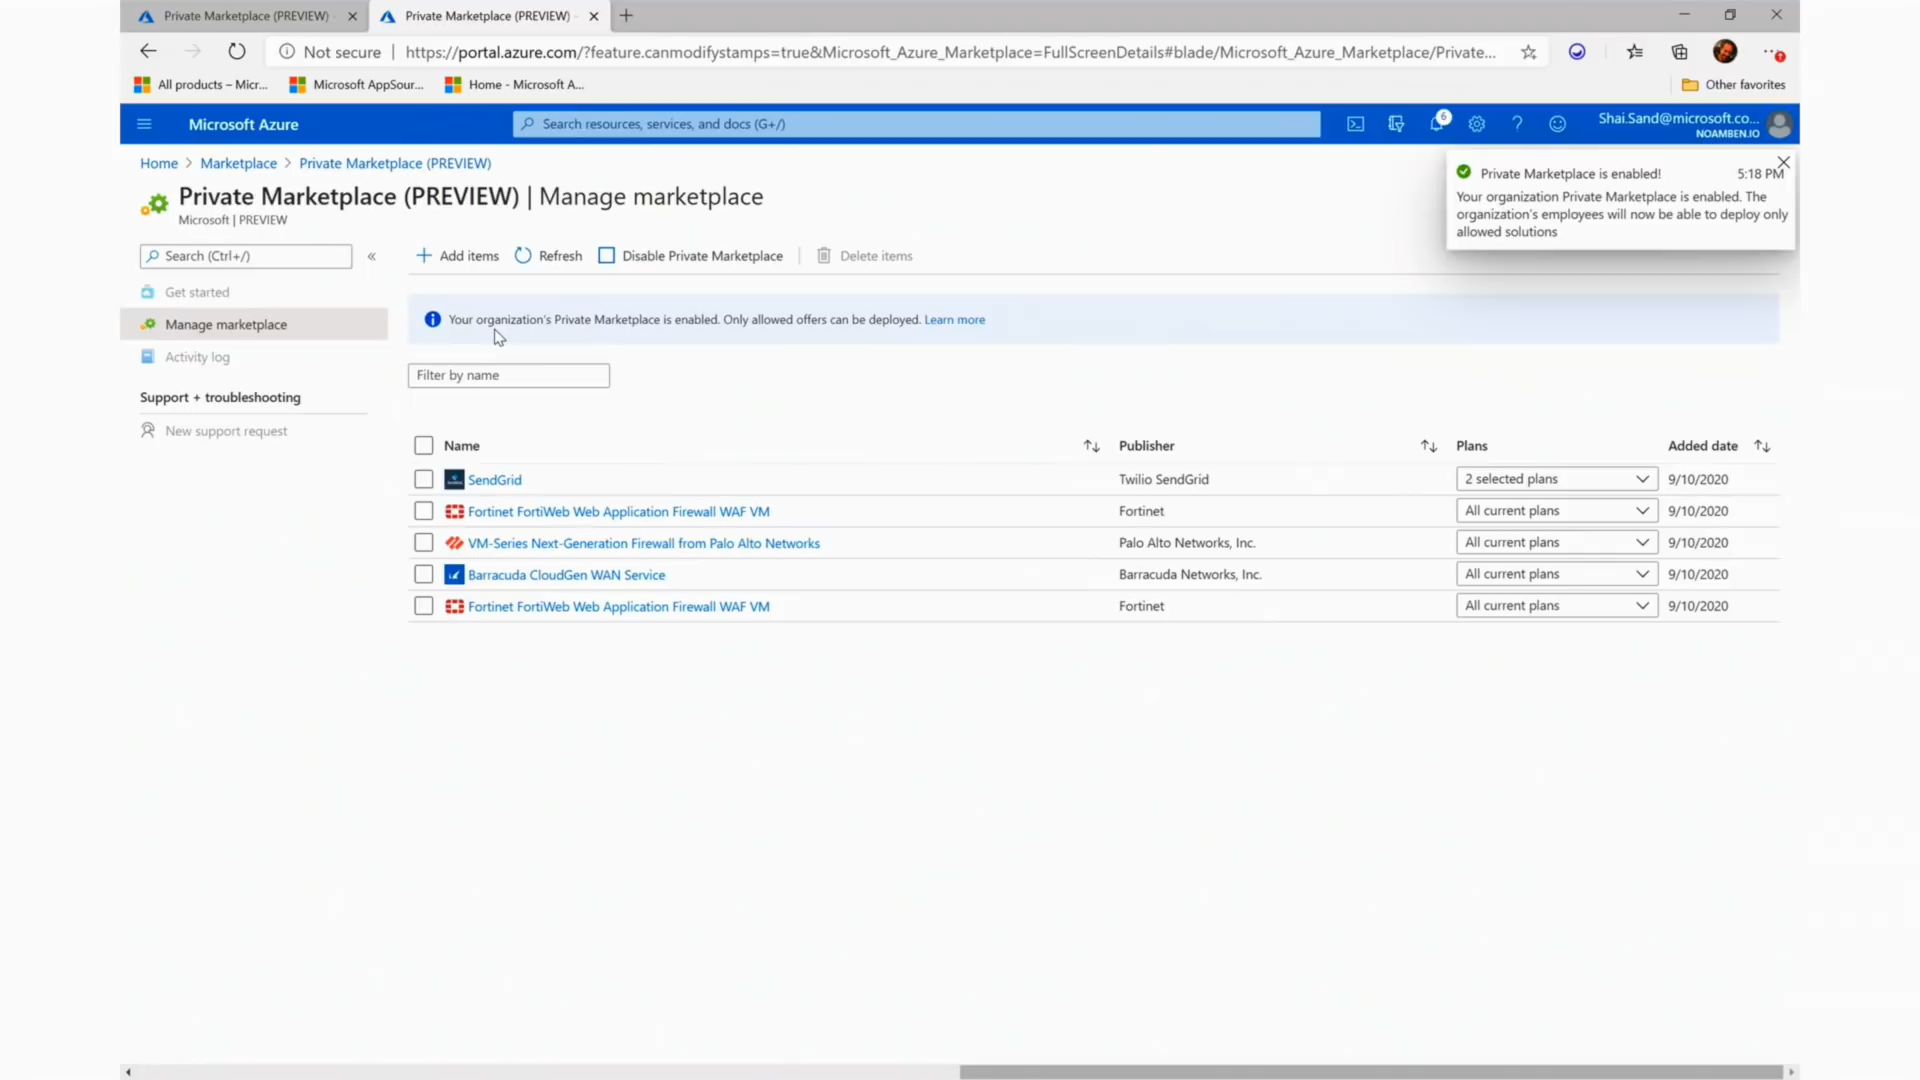 Private Marketplace (PREVIEW)
Private Marketplace (PREVIEW) -
Not secure | https://portal.azure.com/?feature.canmodifystamps=true&Microsoft_Azure_Marketplace=FullScreenDetails#blade/Microsoft_Azure_Marketplace/Private...
All products – Micr...
Microsoft AppSour...
Home - Microsoft A...
Other favorites
Microsoft Azure
Search resources, services, and docs (G+/)
6
Shai.Sand@microsoft.co...
NOAMBEN.IO
Home > Marketplace > Private Marketplace (PREVIEW)
Private Marketplace (PREVIEW) | Manage marketplace
Microsoft | PREVIEW
Private Marketplace is enabled! 5:18 PM
Your organization Private Marketplace is enabled. The
organization's employees will now be able to deploy only
allowed solutions
Search (Ctrl+/)
«
Add items
Refresh
Disable Private Marketplace
Delete items
Get started
Manage marketplace
Activity log
Support + troubleshooting
New support request
Your organization's Private Marketplace is enabled. Only allowed offers can be deployed. Learn more
Filter by name
Name Publisher Plans Added date
SendGrid Twilio SendGrid 2 selected plans 9/10/2020
Fortinet FortiWeb Web Application Firewall WAF VM Fortinet All current plans 9/10/2020
VM-Series Next-Generation Firewall from Palo Alto Networks Palo Alto Networks, Inc. All current plans 9/10/2020
Barracuda CloudGen WAN Service Barracuda Networks, Inc. All current plans 9/10/2020
Fortinet FortiWeb Web Application Firewall WAF VM Fortinet All current plans 9/10/2020